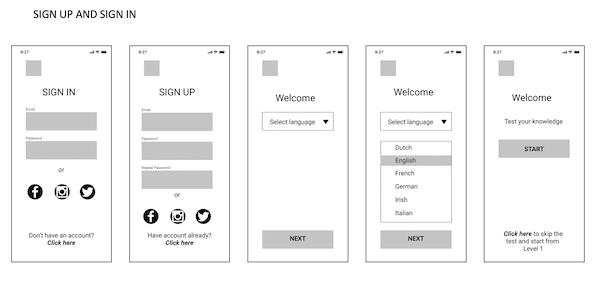 SIGN UP AND SIGN IN
9:27
SIGN IN
Email
Password
or
Don't have an account?
Click here
9:27
SIGN UP
Email
Password
Repeat Password
or
Have account already?
Click here
9:27
Welcome
Select language
NEXT
9:27
Welcome
Select language
Dutch
English
French
German
Irish
Italian
NEXT
9:27
Welcome
Test your knowledge
START
Click here to skip the
test and start from
Level 1